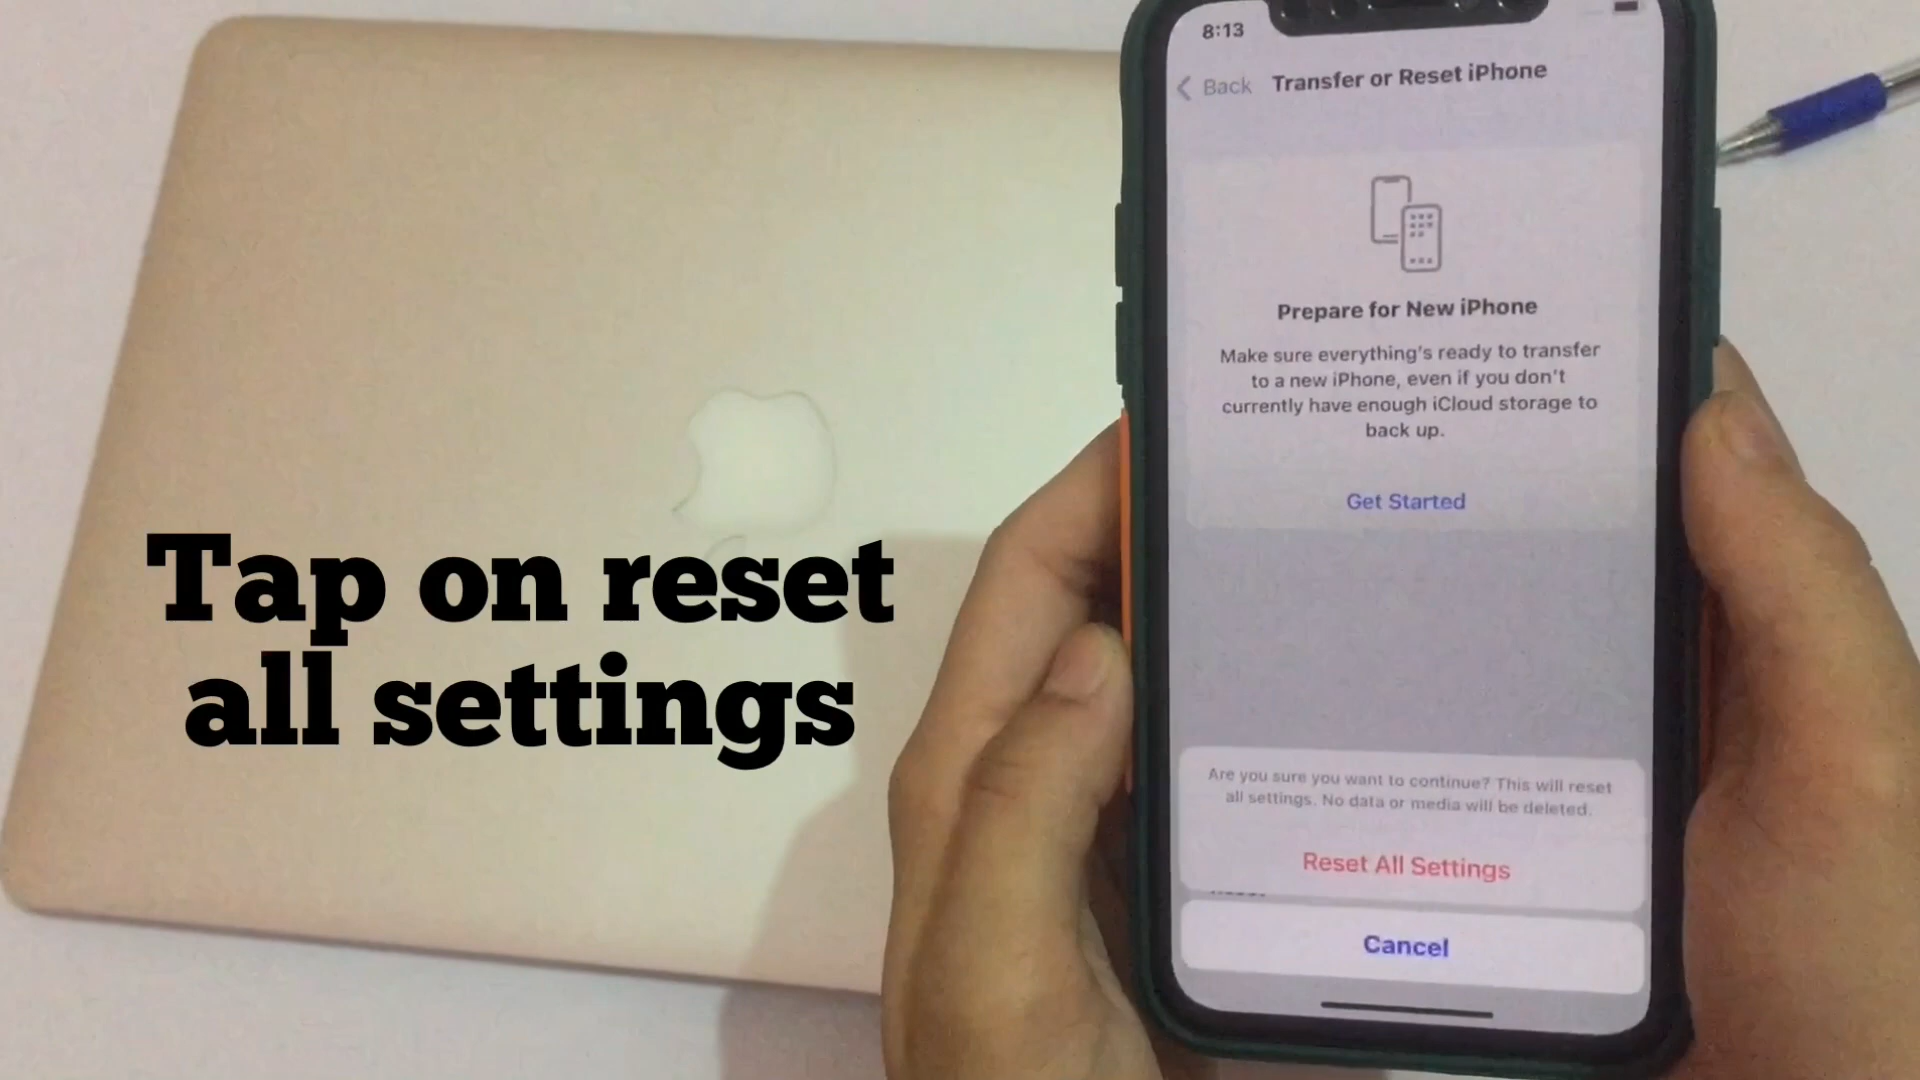 8:13
Back
Transfer or Reset iPhone
Prepare for New iPhone
Make sure everything's ready to transfer
to a new iPhone, even if you don't
currently have enough iCloud storage to
back up.
Get Started
Tap on reset
all settings
Are you sure you want to continue? This will reset
all settings. No data or media will be deleted.
Reset All Settings
Cancel